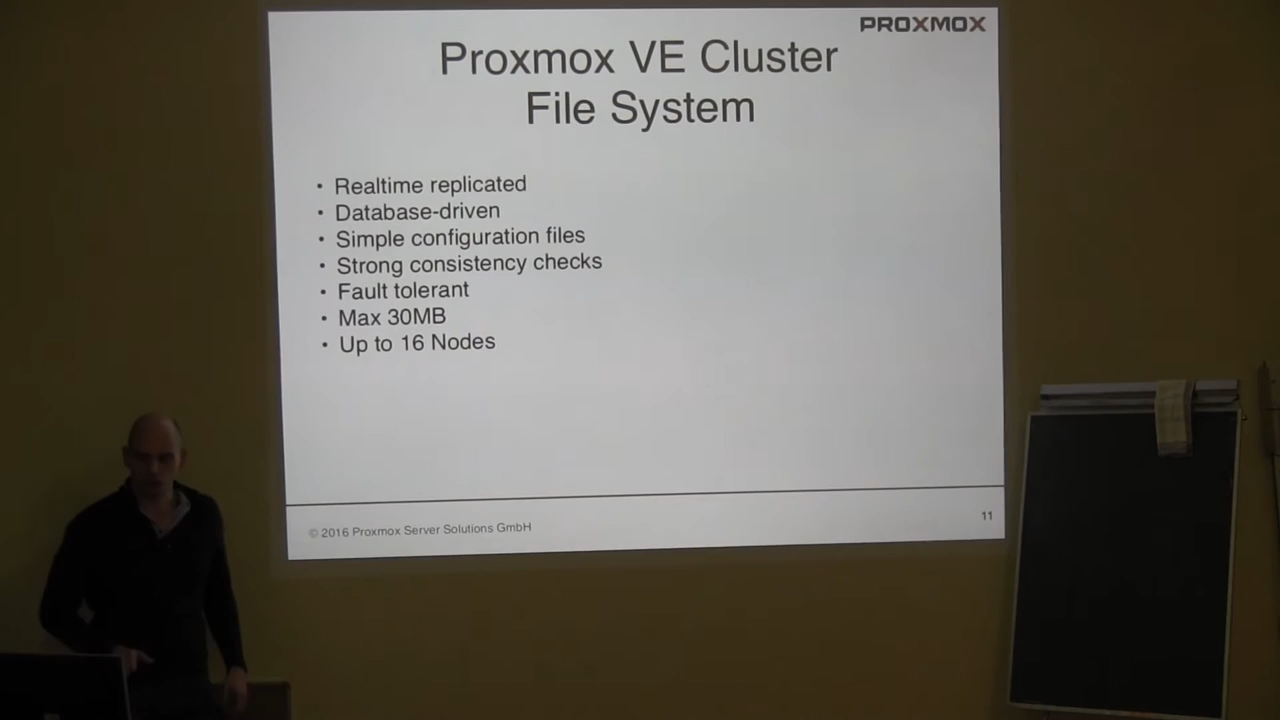 PROXMOX
Proxmox VE Cluster
File System
• Realtime replicated
• Database-driven
• Simple configuration files
• Strong consistency checks
• Fault tolerant
• Max 30MB
• Up to 16 Nodes
© 2016 Proxmox Server Solutions GmbH
11